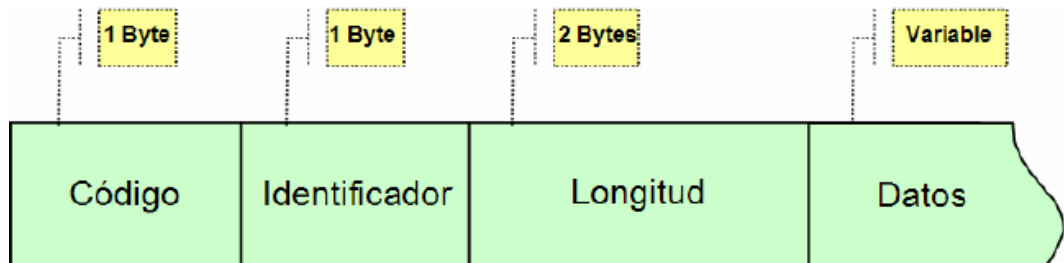 1 Byte
1 Byte
2 Bytes
Variable
Código
Identificador
Longitud
Datos